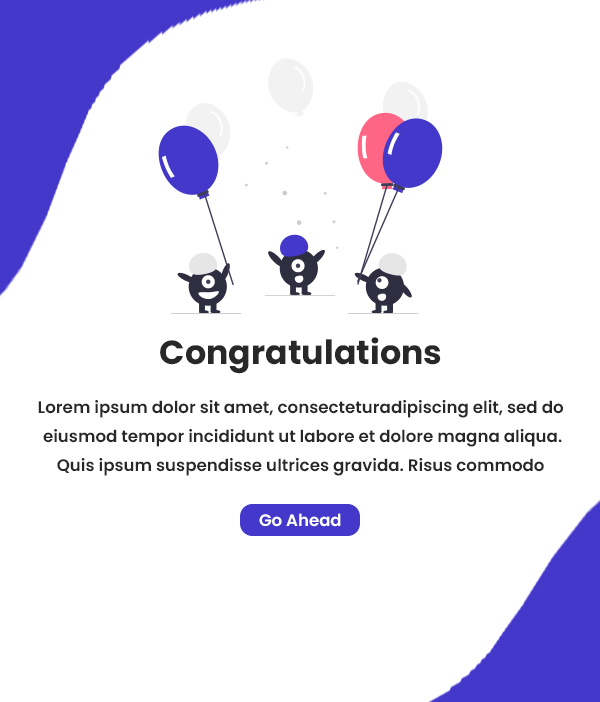 Congratulations
Lorem ipsum dolor sit amet, consecteturadipiscing elit, sed do
eiusmod tempor incididunt ut labore et dolore magna aliqua.
Quis ipsum suspendisse ultrices gravida. Risus commodo
Go Ahead